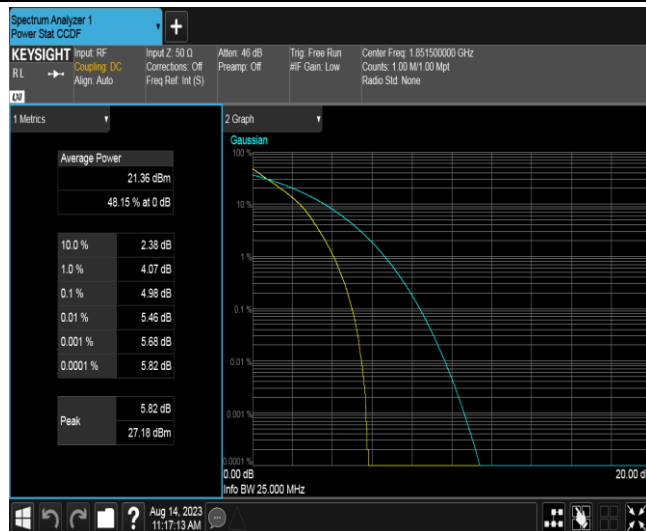 Spectrum Analyzer 1
Power Stat CCDF
KEYSIGHT
RL
Input: RF
Coupling: DC
Align: Auto
Input Z: 50 Ω
Corrections: Off
Freq Ref: Int (S)
Atten: 46 dB
Preamp: Off
Trig: Free Run
#IF Gain: Low
Center Freq: 1.851500000 GHz
Counts: 1.00 M/1.00 Mpt
Radio Std: None
1 Metrics
Average Power
21.36 dBm
48.15 % at 0 dB
10.0 % 2.38 dB
1.0 % 4.07 dB
0.1 % 4.98 dB
0.01 % 5.46 dB
0.001 % 5.68 dB
0.0001 % 5.82 dB
Peak
5.82 dB
27.18 dBm
2 Graph
Gaussian
100 %
10 %
1 %
0.1 %
0.01 %
0.001 %
0.0001 %
0.00 dB
20.00 d
Info BW 25.000 MHz
?
Aug 14, 2023
11:17:13 AM